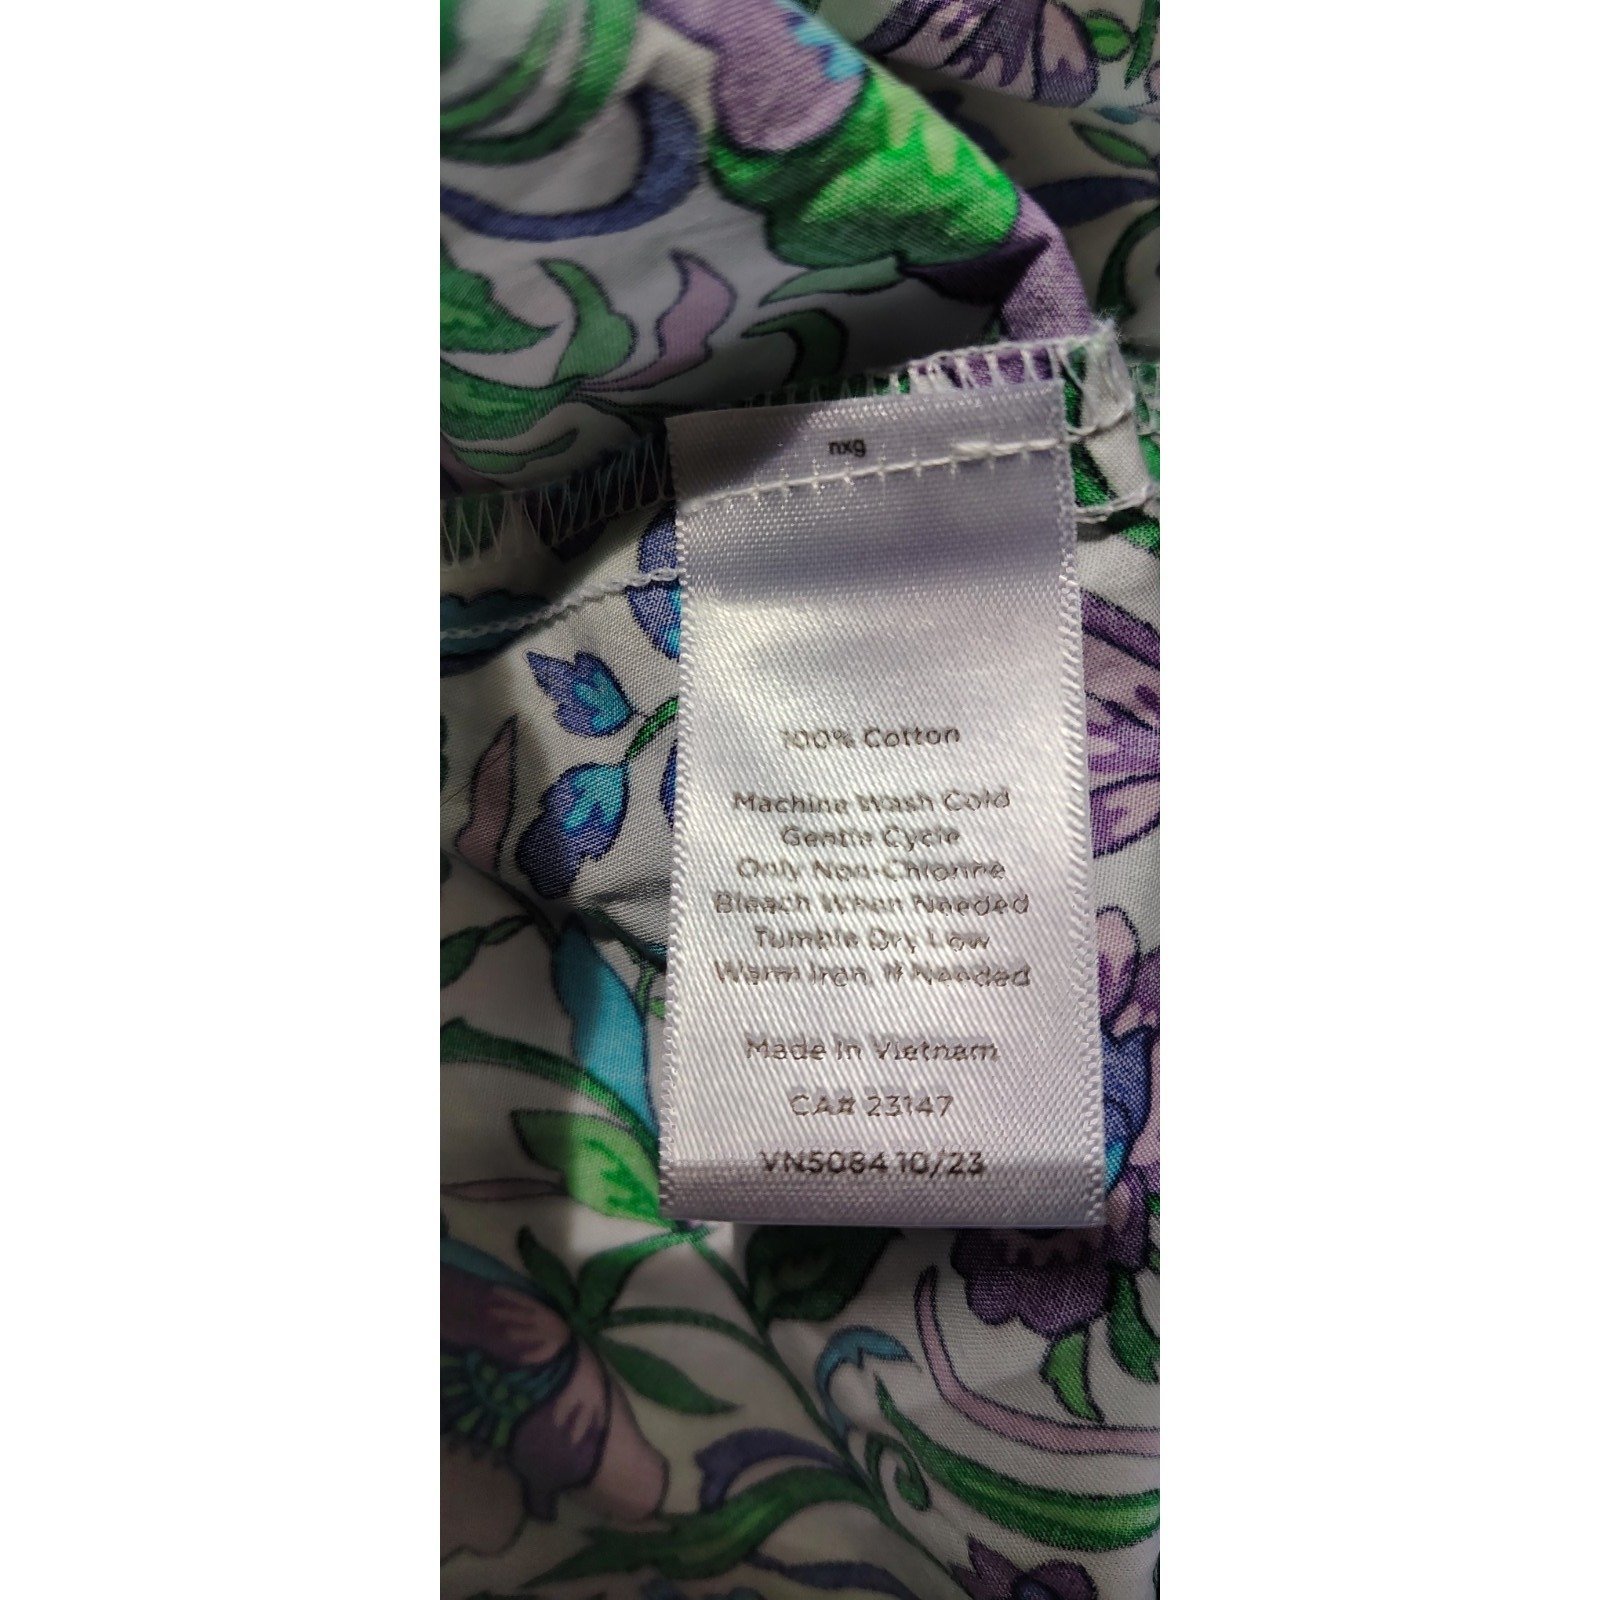 nxg
100% Cotton
Machine Wash Cold
Gentle Cycle
Only Non-Chlorine
Bleach When Needed
Tumble Dry Low
Warm Iron, If Needed
Made In Vietnam
CA# 23147
VN5084 10/23